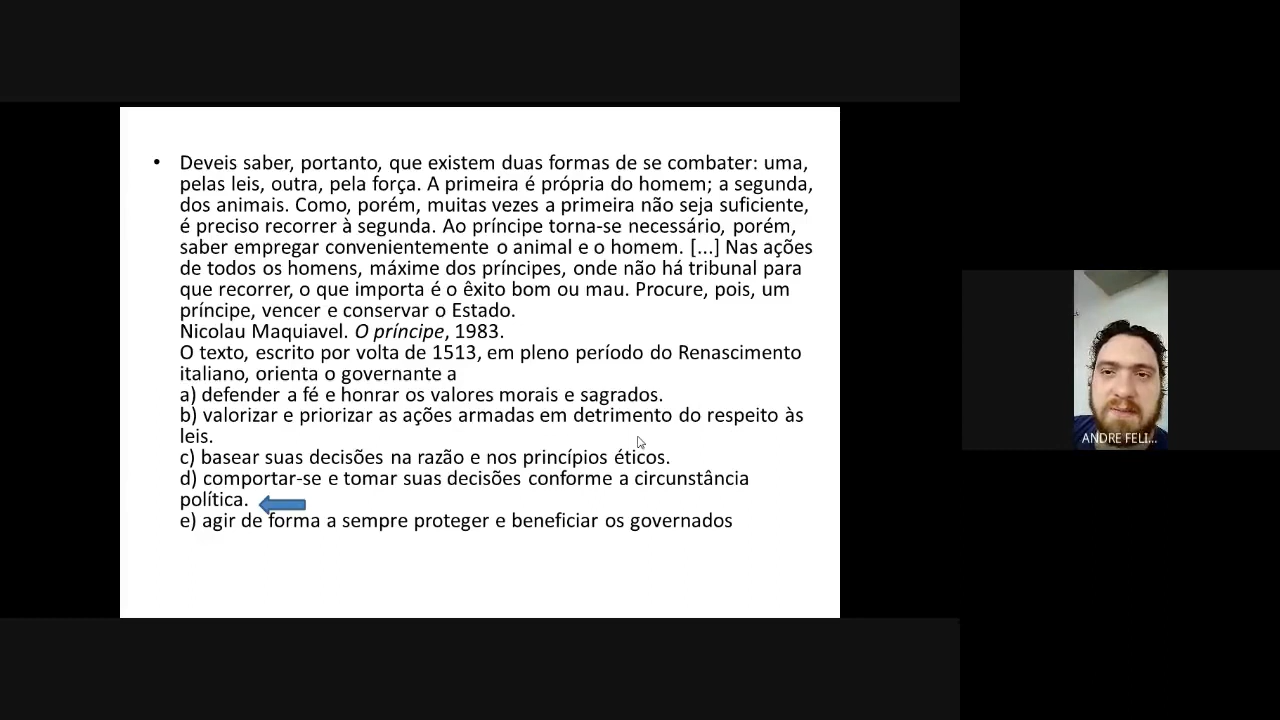 • Deveis saber, portanto, que existem duas formas de se combater: uma,
pelas leis, outra, pela força. A primeira é própria do homem; a segunda,
dos animais. Como, porém, muitas vezes a primeira não seja suficiente,
é preciso recorrer à segunda. Ao príncipe torna-se necessário, porém,
saber empregar convenientemente o animal e o homem. [...] Nas ações
de todos os homens, máxime dos príncipes, onde não há tribunal para
que recorrer, o que importa é o êxito bom ou mau. Procure, pois, um
príncipe, vencer e conservar o Estado.
Nicolau Maquiavel. O príncipe, 1983.
O texto, escrito por volta de 1513, em pleno período do Renascimento
italiano, orienta o governante a
a) defender a fé e honrar os valores morais e sagrados.
b) valorizar e priorizar as ações armadas em detrimento do respeito às
leis.
c) basear suas decisões na razão e nos princípios éticos.
d) comportar-se e tomar suas decisões conforme a circunstância
política.
e) agir de forma a sempre proteger e beneficiar os governados
ANDRE FELI...